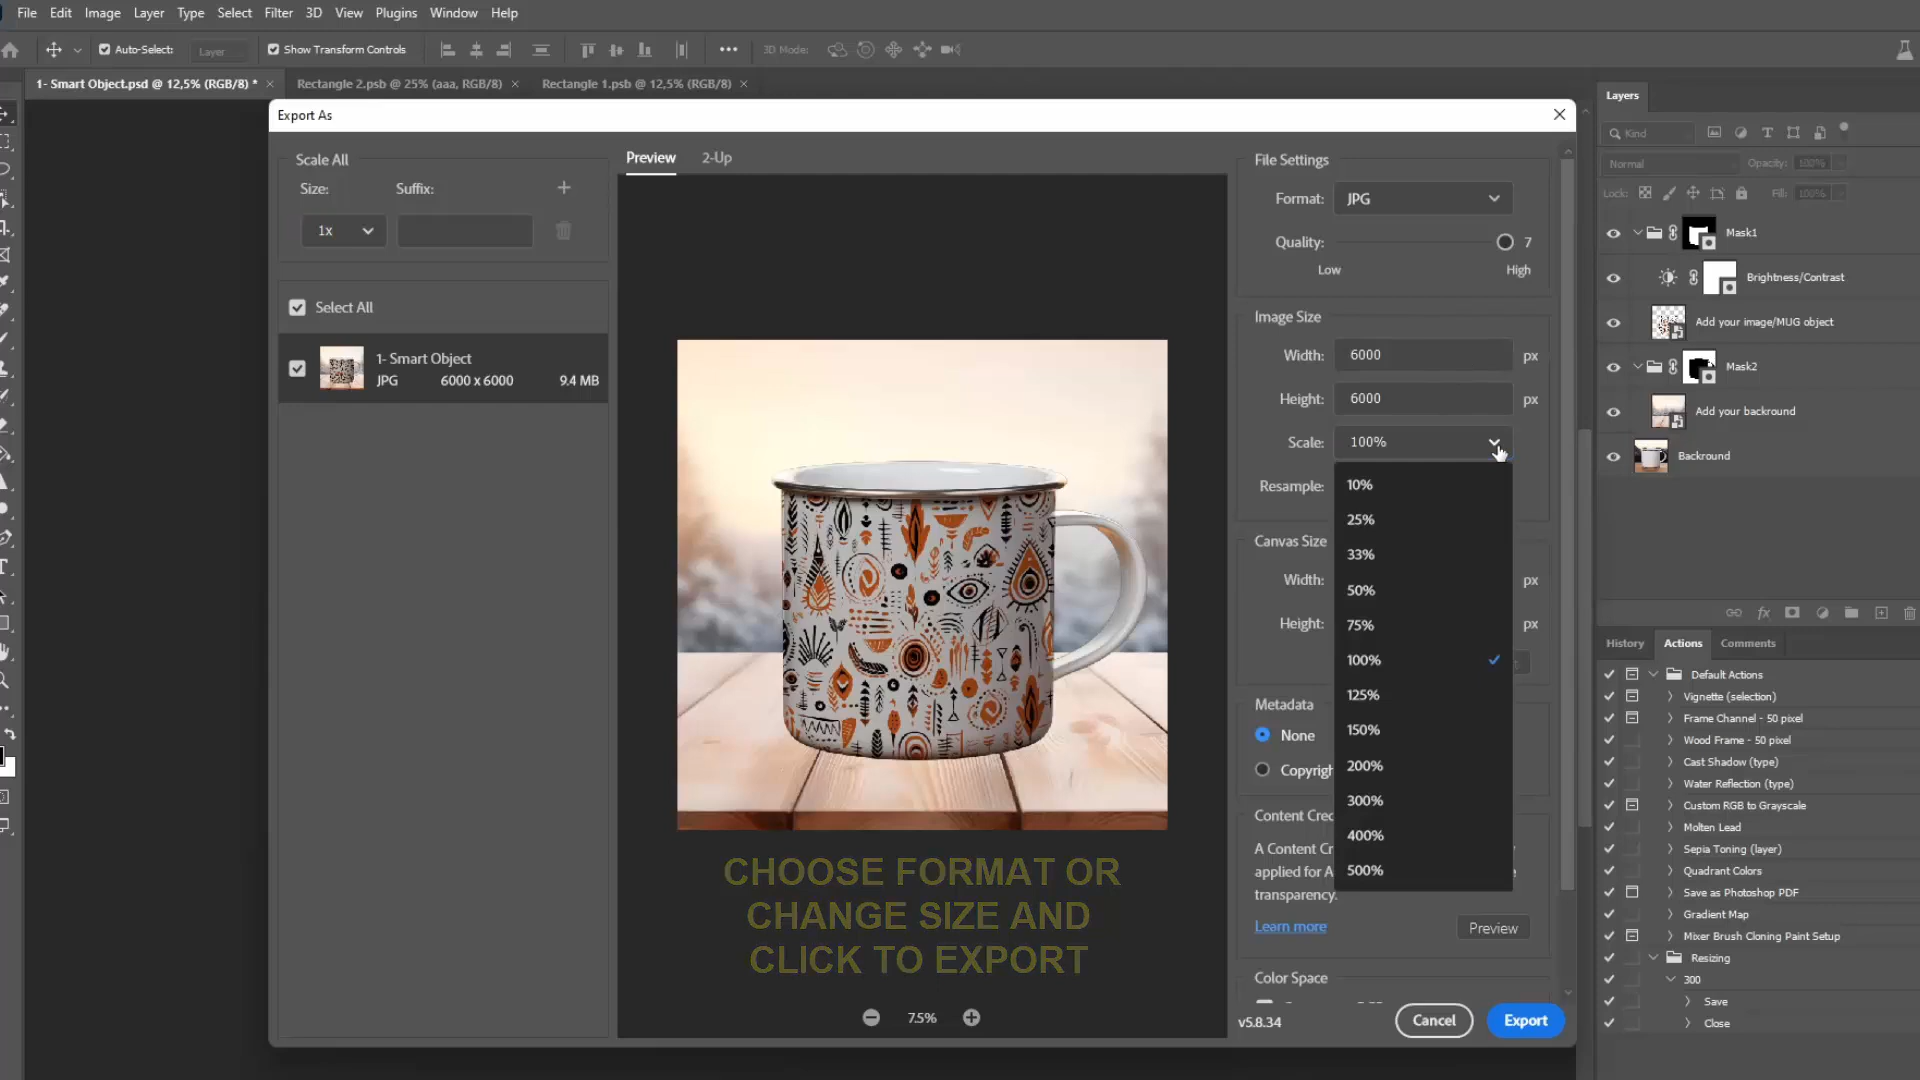 File Edit Image Layer Type Select Filter 3D View Plugins Window Help
Auto-Select: Layer Show Transform Controls 3D Mode:
1- Smart Object.psd @ 12,5% (RGB/8) * Rectangle 2.psb @ 25% (aaa, RGB/8) Rectangle 1.psb @ 12,5% (RGB/8)
Export As
Scale All
Size: Suffix:
1x
Select All
1- Smart Object
JPG 6000 x 6000 9.4 MB
Preview 2-Up
CHOOSE FORMAT OR
CHANGE SIZE AND
CLICK TO EXPORT
7.5%
File Settings
Format: JPG
Quality: 7
Low High
Image Size
Width: 6000 px
Height: 6000 px
Scale: 100%
Resample:
10%
25%
33%
50%
75%
100%
125%
150%
200%
300%
400%
500%
Canvas Size
Width: px
Height: px
Metadata
None
Copyrigh
Content Cred
A Content Cr
applied for A
transparency.
Learn more Preview
Color Space
v5.8.34 Cancel Export
Layers
Kind
Normal Opacity: 100%
Lock: Fill: 100%
Mask1
Brightness/Contrast
Add your image/MUG object
Mask2
Add your backround
Backround
History Actions Comments
Default Actions
Vignette (selection)
Frame Channel - 50 pixel
Wood Frame - 50 pixel
Cast Shadow (type)
Water Reflection (type)
Custom RGB to Grayscale
Molten Lead
Sepia Toning (layer)
Quadrant Colors
Save as Photoshop PDF
Gradient Map
Mixer Brush Cloning Paint Setup
Resizing
300
Save
Close